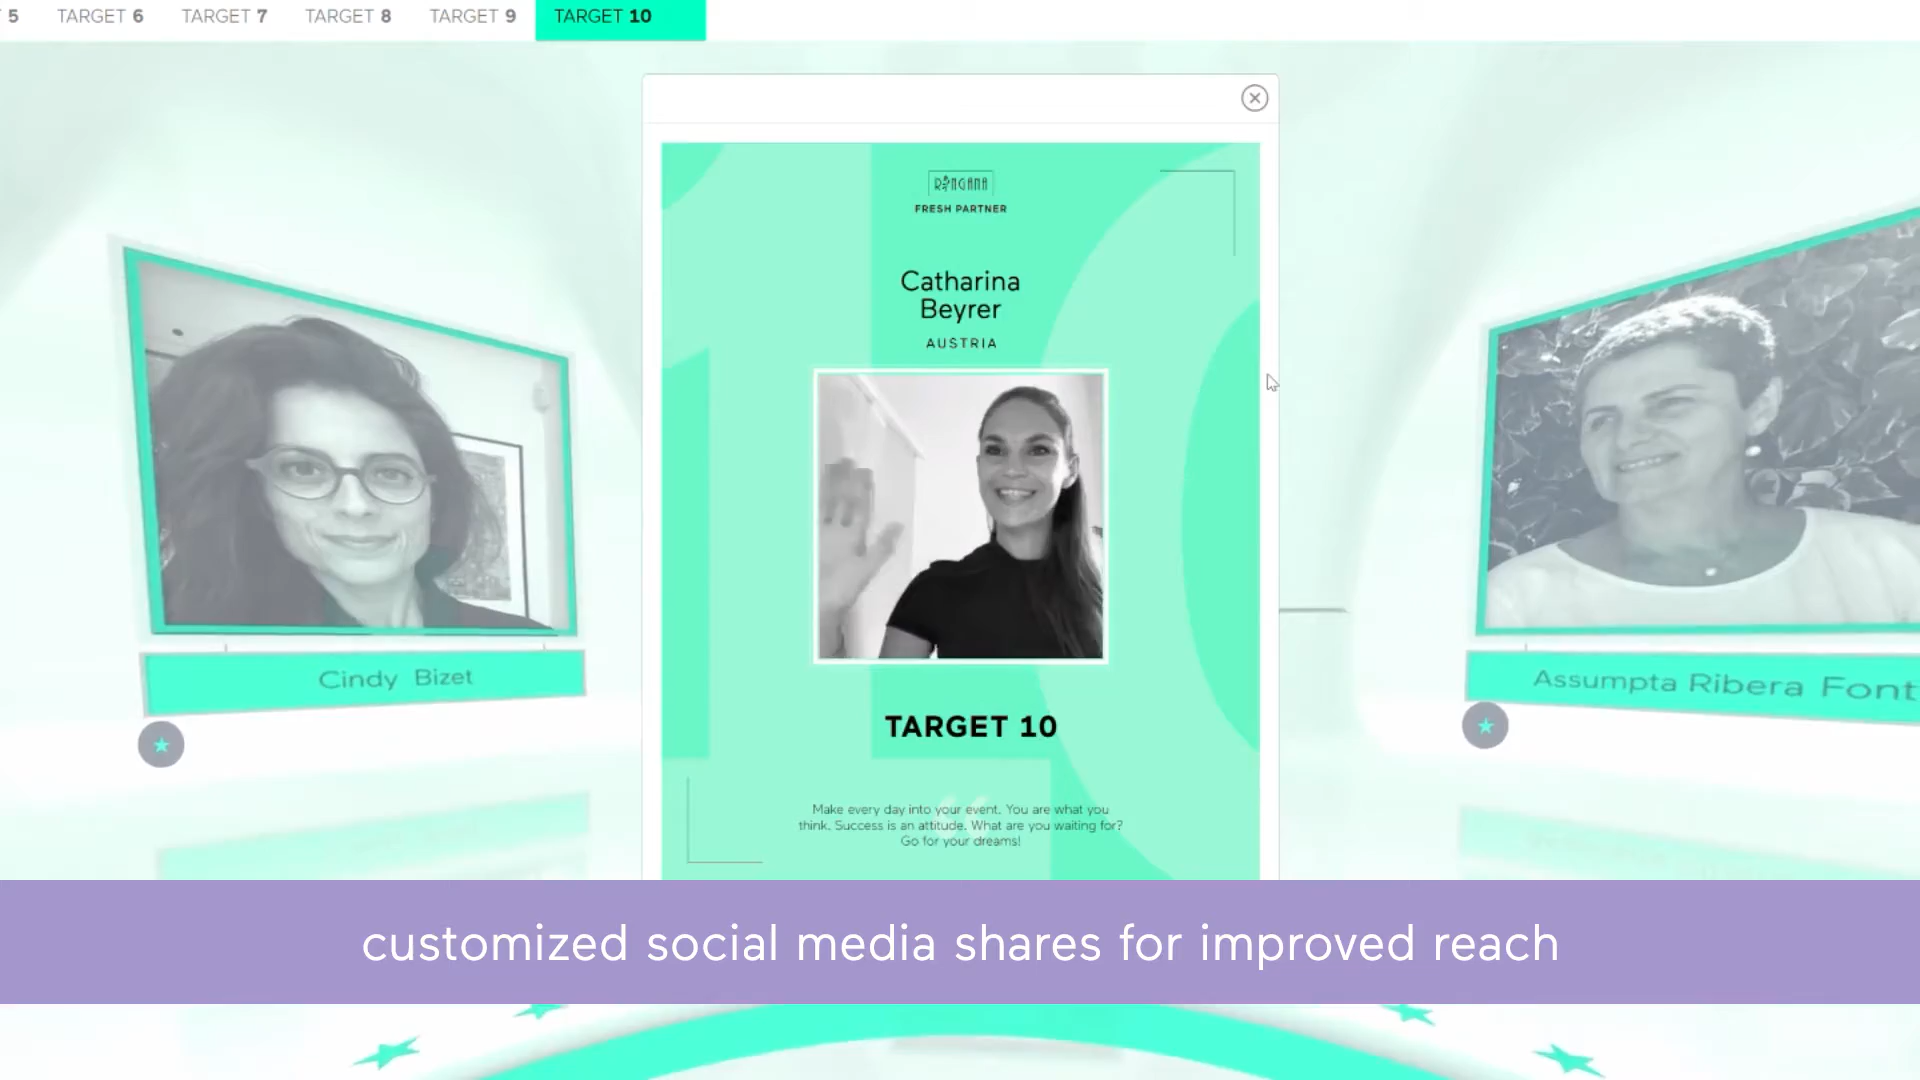 5 TARGET 6 TARGET 7 TARGET 8 TARGET 9 TARGET 10
RINGANA
FRESH PARTNER
Catharina
Beyrer
AUSTRIA
Cindy Bizet
Assumpta Ribera Font
TARGET 10
Make every day into your event. You are what you
think. Success is an attitude. What are you waiting for?
Go for your dreams!
customized social media shares for improved reach